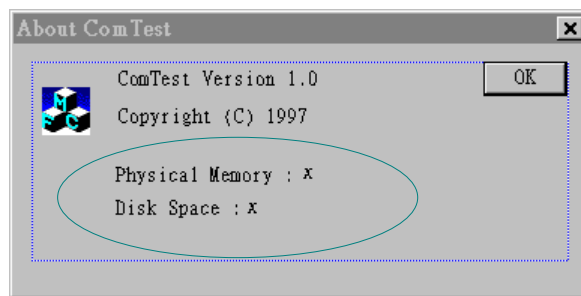 About ComTest
ComTest Version 1.0
OK
Copyright (C) 1997
M
F C
Physical Memory : x
Disk Space : x